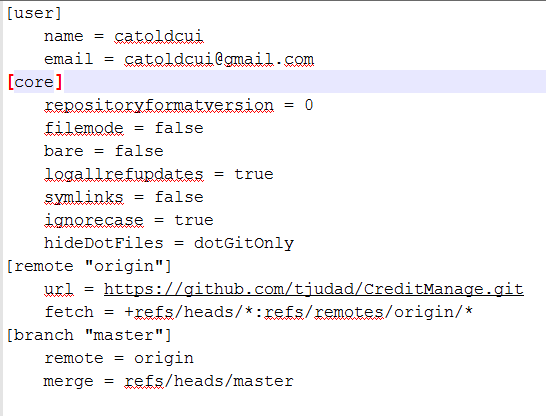 [user]
name = catoldcui
email = catoldcui@gmail.com
[core]
repositoryformatversion = 0
filemode = false
bare = false
logallrefupdates = true
symlinks = false
ignorecase = true
hideDotFiles = dotGitOnly
[remote "origin"]
url = https://github.com/tjudad/CreditManage.git
fetch = +refs/heads/*:refs/remotes/origin/*
[branch "master"]
remote = origin
merge = refs/heads/master